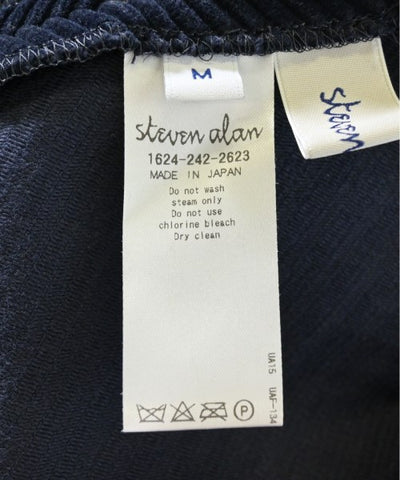 M
steven alan
steven
1624-242-2623
MADE IN JAPAN
Do not wash
steam only
Do not use
chlorine bleach
Dry clean
UA15 UAF-134
P